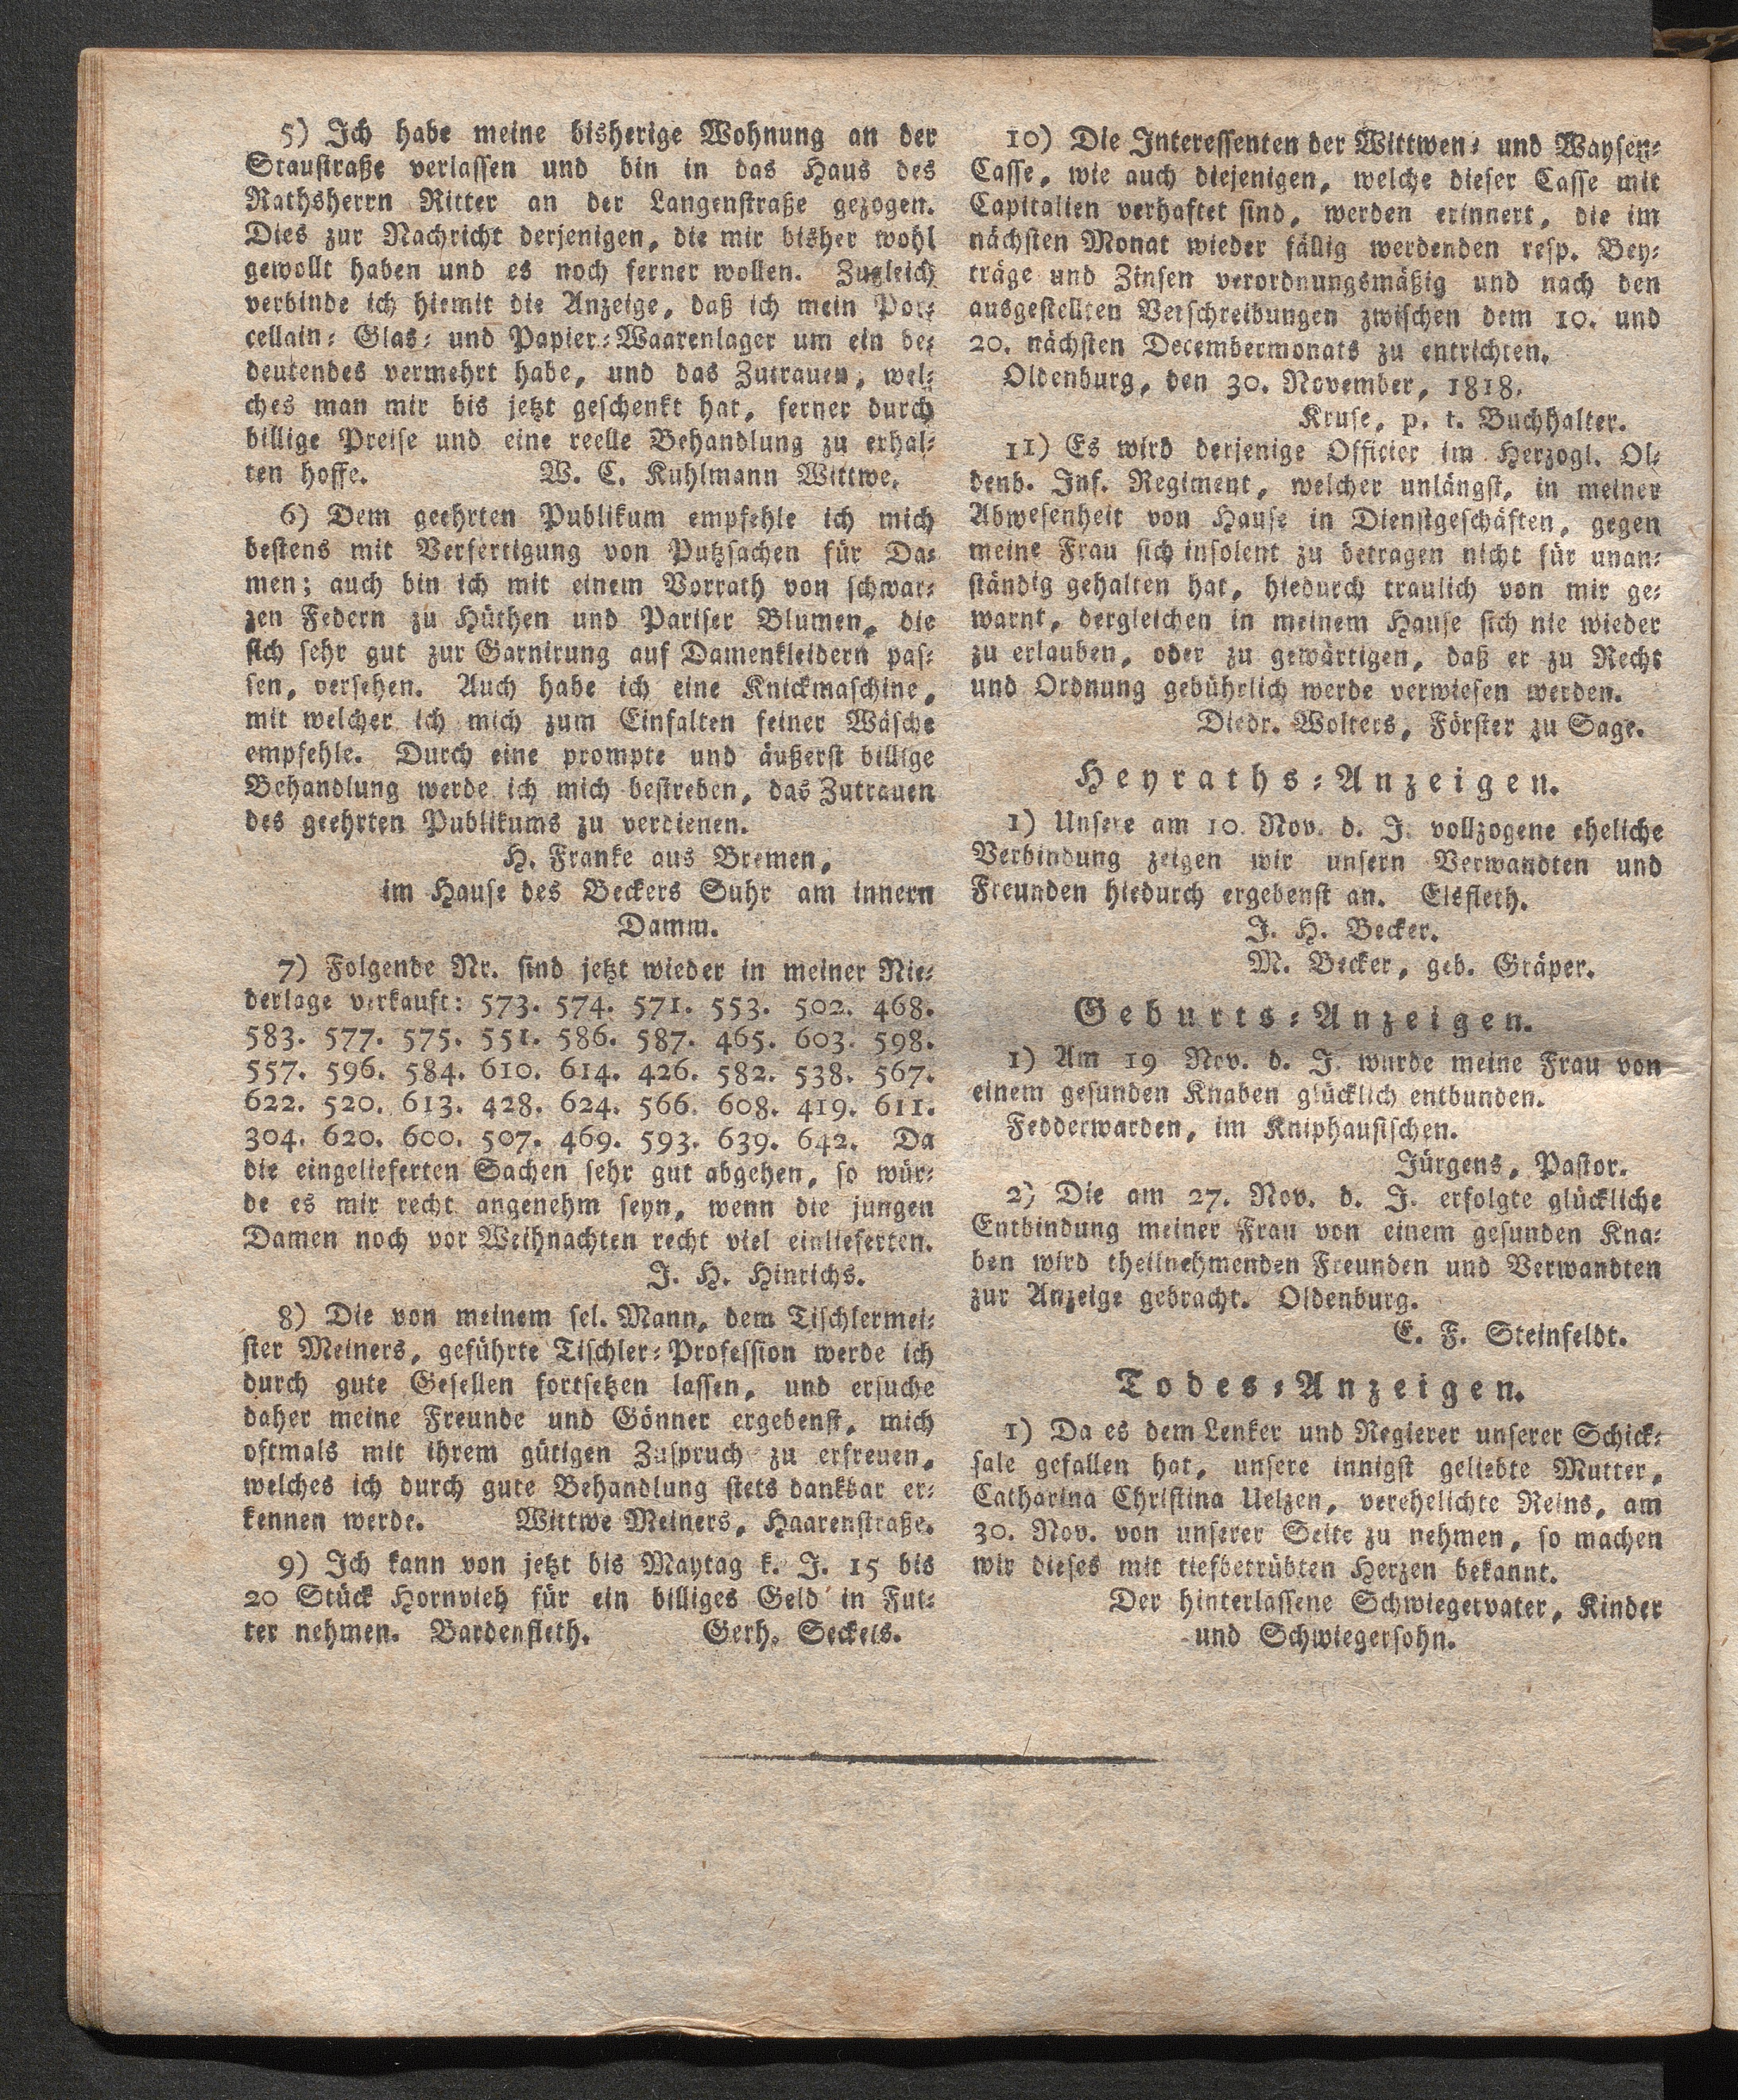 5) Ich habe meine bisherige Wohnung an der
Staustraße verlassen und bin in das Haus des
Rathsherrn Ritter an der Langenstraße gezogen.
Dies zur Nachricht derjenigen, die mir bisher wohl
gewollt haben und es noch ferner wollen. Zugleich
verbinde ich hiemit die Anzeige, daß ich mein Por-
cellain- Glas- und Papier-Waarenlager um ein be-
deutendes vermehrt habe, und das Zutrauen, wel-
ches man mir bis jetzt geschenkt hat, ferner durch
billige Preise und eine reelle Behandlung zu erhal-
ten hoffe. W. C. Kuhlmann Wittwe.
6) Dem geehrten Publikum empfehle ich mich
bestens mit Verfertigung von Putzsachen für Da-
men; auch bin ich mit einem Vorrath von schwar-
zen Federn zu Hüthen und Pariser Blumen, die
sich sehr gut zur Garnirung auf Damenkleidern pas-
sen, versehen. Auch habe ich eine Knickmaschine,
mit welcher ich mich zum Einfalten feiner Wäsche
empfehle. Durch eine prompte und äußerst billige
Behandlung werde ich mich bestreben, das Zutrauen
des geehrten Publikums zu verdienen.
H. Franke aus Bremen,
im Hause des Beckers Suhr am innern
Damm.
7) Folgende Nr. sind jetzt wieder in meiner Nie-
derlage verkauft: 573. 574. 571. 553. 502. 468.
583. 577. 575. 551. 586. 587. 465. 603. 598.
557. 596. 584. 610. 614. 426. 582. 538. 567.
622. 520. 613. 428. 624. 566. 608. 419. 611.
304. 620. 600. 507. 469. 593. 639. 642. Da
die eingelieferten Sachen sehr gut abgehen, so wür-
de es mir recht angenehm seyn, wenn die jungen
Damen noch vor Weihnachten recht viel einlieferten.
J. H. Hinrichs.
8) Die von meinem sel. Mann, dem Tischlermei-
ster Meiners, geführte Tischler-Profession werde ich
durch gute Gesellen fortsetzen lassen, und ersuche
daher meine Freunde und Gönner ergebenst, mich
oftmals mit ihrem gütigen Zuspruch zu erfreuen,
welches ich durch gute Behandlung stets dankbar er-
kennen werde. Wittwe Meiners, Haarenstraße.
9) Ich kann von jetzt bis Maytag k. J. 15 bis
20 Stück Hornvieh für ein billiges Geld in Fut-
ter nehmen. Bardenfleth. Gerh. Seckels.
10) Die Interessenten der Wittwen- und Waysen-
Casse, wie auch diejenigen, welche dieser Casse mit
Capitalien verhaftet sind, werden erinnert, die im
nächsten Monat wieder fällig werdenden resp. Bey-
träge und Zinsen verordnungsmäßig und nach den
ausgestellten Verschreibungen zwischen dem 10. und
20. nächsten Decembermonats zu entrichten.
Oldenburg, den 30. November, 1818.
Kruse, p. t. Buchhalter.
11) Es wird derjenige Officier im Herzogl. Ol-
denb. Inf. Regiment, welcher unlängst, in meiner
Abwesenheit von Hause in Dienstgeschäften, gegen
meine Frau sich insolent zu betragen nicht für unan-
ständig gehalten hat, hiedurch traulich von mir ge-
warnt, dergleichen in meinem Hause sich nie wieder
zu erlauben, oder zu gewärtigen, daß er zu Recht
und Ordnung gebührlich werde verwiesen werden.
Diedr. Wolters, Förster zu Sage.
Heyraths-Anzeigen.
1) Unsere am 10. Nov. d. J. vollzogene eheliche
Verbindung zeigen wir unsern Verwandten und
Freunden hiedurch ergebenst an. Elsfleth.
J. H. Becker.
M. Becker, geb. Gräper.
Geburts-Anzeigen.
1) Am 19 Nov. d. J. wurde meine Frau von
einem gesunden Knaben glücklich entbunden.
Fedderwarden, im Kniphausischen.
Jürgens, Pastor.
2) Die am 27. Nov. d. J. erfolgte glückliche
Entbindung meiner Frau von einem gesunden Kna-
ben wird theilnehmenden Freunden und Verwandten
zur Anzeige gebracht. Oldenburg.
E. F. Steinfeldt.
Todes-Anzeigen.
1) Da es dem Lenker und Regierer unserer Schick-
sale gefallen hat, unsere innigst geliebte Mutter,
Catharina Christina Uelzen, verehelichte Reins, am
30. Nov. von unserer Seite zu nehmen, so machen
wir dieses mit tiefbetrübten Herzen bekannt.
Der hinterlassene Schwiegervater, Kinder
und Schwiegersohn.